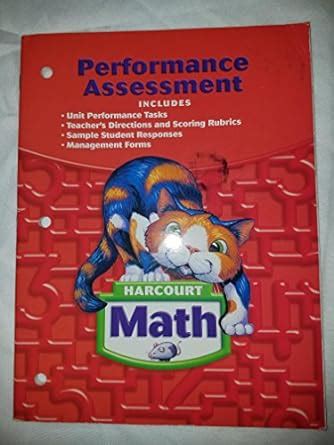 Performance
Assessment
INCLUDES
• Unit Performance Tasks
• Teacher's Directions and Scoring Rubrics
• Sample Student Responses
• Management Forms
HARCOURT
Math